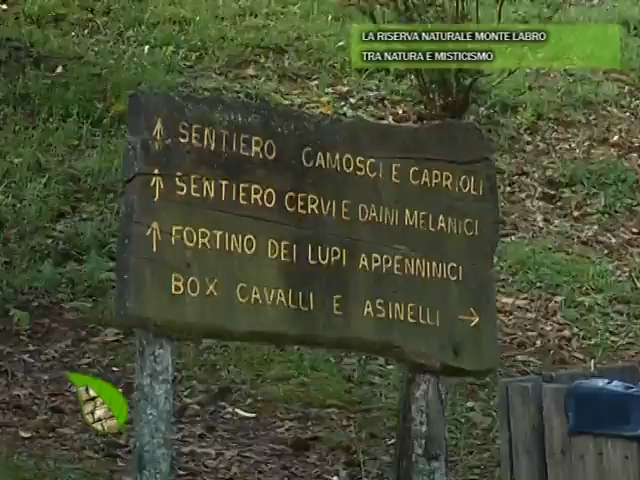 LA RISERVA NATURALE MONTE LABRO
TRA NATURA E MISTICISMO
↑ SENTIERO CAMOSCI E CAPRIOLI
↑ SENTIERO CERVI E DAINI MELANICI
↑ FORTINO DEI LUPI APPENNINICI
BOX CAVALLI E ASINELLI →